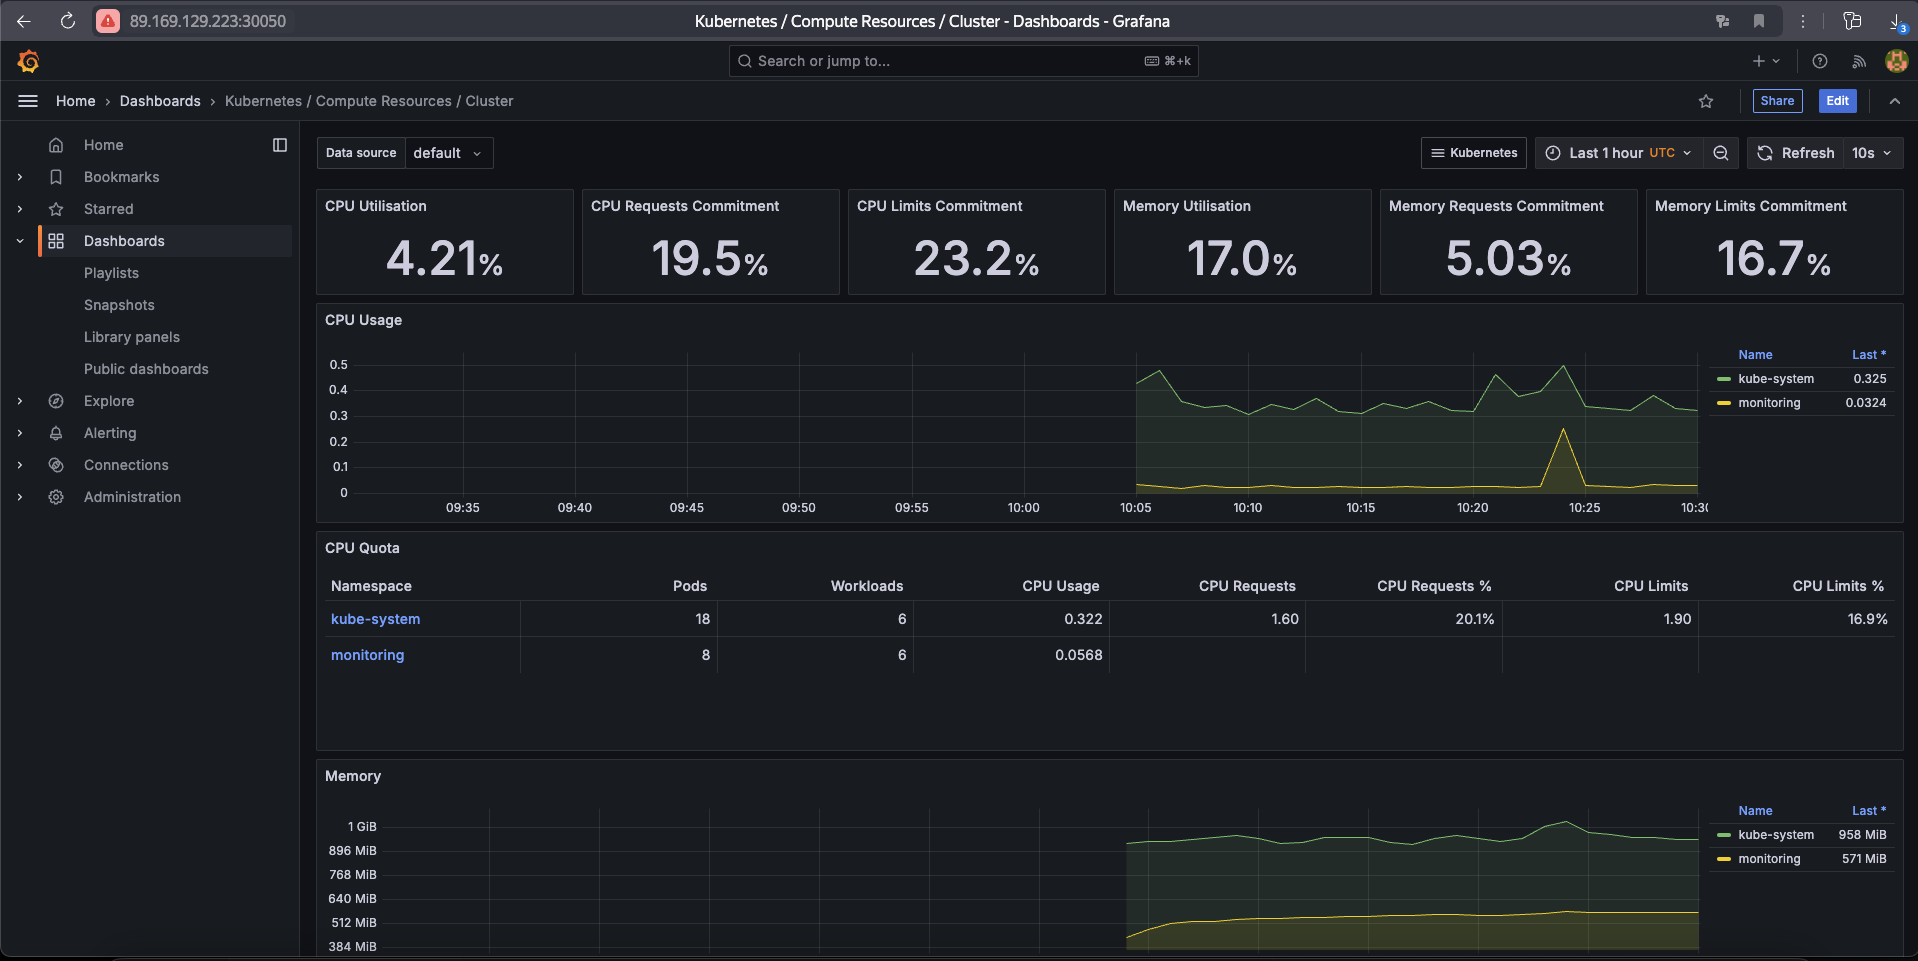 89.169.129.223:30050
Kubernetes / Compute Resources / Cluster - Dashboards - Grafana
3
Search or jump to...
⌘+k
Home › Dashboards › Kubernetes / Compute Resources / Cluster
Share
Edit
Home
Bookmarks
Starred
Dashboards
Playlists
Snapshots
Library panels
Public dashboards
Explore
Alerting
Connections
Administration
Data source default
Kubernetes
Last 1 hour UTC
Refresh 10s
CPU Utilisation
4.21%
CPU Requests Commitment
19.5%
CPU Limits Commitment
23.2%
Memory Utilisation
17.0%
Memory Requests Commitment
5.03%
Memory Limits Commitment
16.7%
CPU Usage
0.5
0.4
0.3
0.2
0.1
0
09:35 09:40 09:45 09:50 09:55 10:00 10:05 10:10 10:15 10:20 10:25 10:30
Name Last *
kube-system 0.325
monitoring 0.0324
CPU Quota
Namespace Pods Workloads CPU Usage CPU Requests CPU Requests % CPU Limits CPU Limits %
kube-system 18 6 0.322 1.60 20.1% 1.90 16.9%
monitoring 8 6 0.0568
Memory
1 GiB
896 MiB
768 MiB
640 MiB
512 MiB
384 MiB
Name Last *
kube-system 958 MiB
monitoring 571 MiB